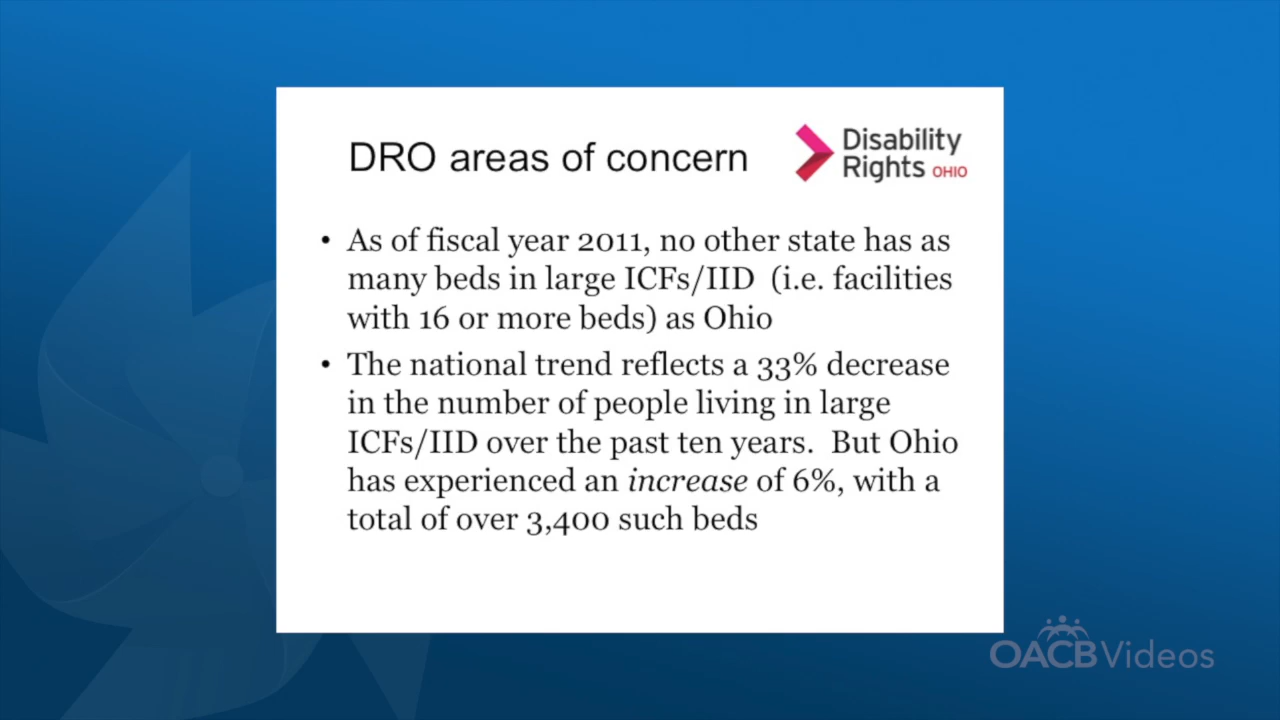 DRO areas of concern
Disability
Rights OHIO
• As of fiscal year 2011, no other state has as
many beds in large ICFs/IID (i.e. facilities
with 16 or more beds) as Ohio
• The national trend reflects a 33% decrease
in the number of people living in large
ICFs/IID over the past ten years. But Ohio
has experienced an increase of 6%, with a
total of over 3,400 such beds
OACB Videos